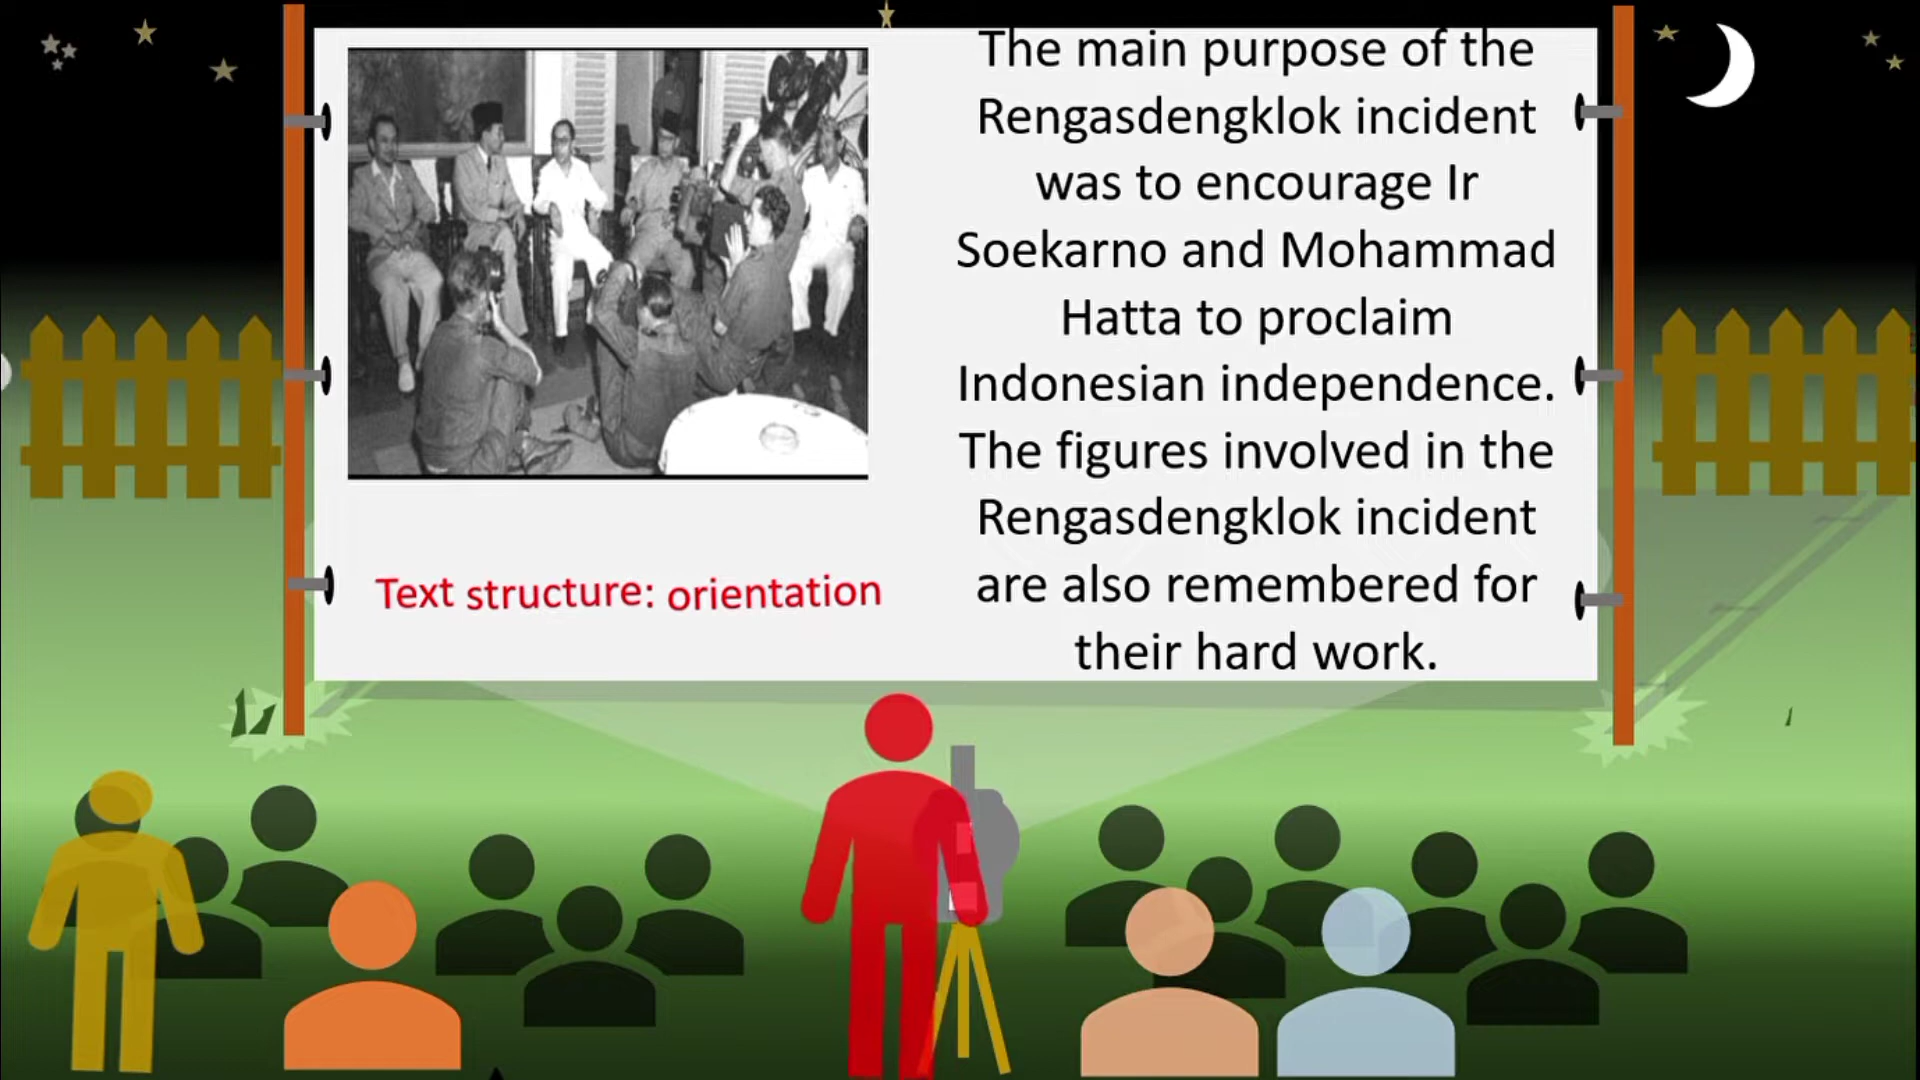 The main purpose of the
Rengasdengklok incident
was to encourage Ir
Soekarno and Mohammad
Hatta to proclaim
Indonesian independence.
The figures involved in the
Rengasdengklok incident
are also remembered for
their hard work.
Text structure: orientation